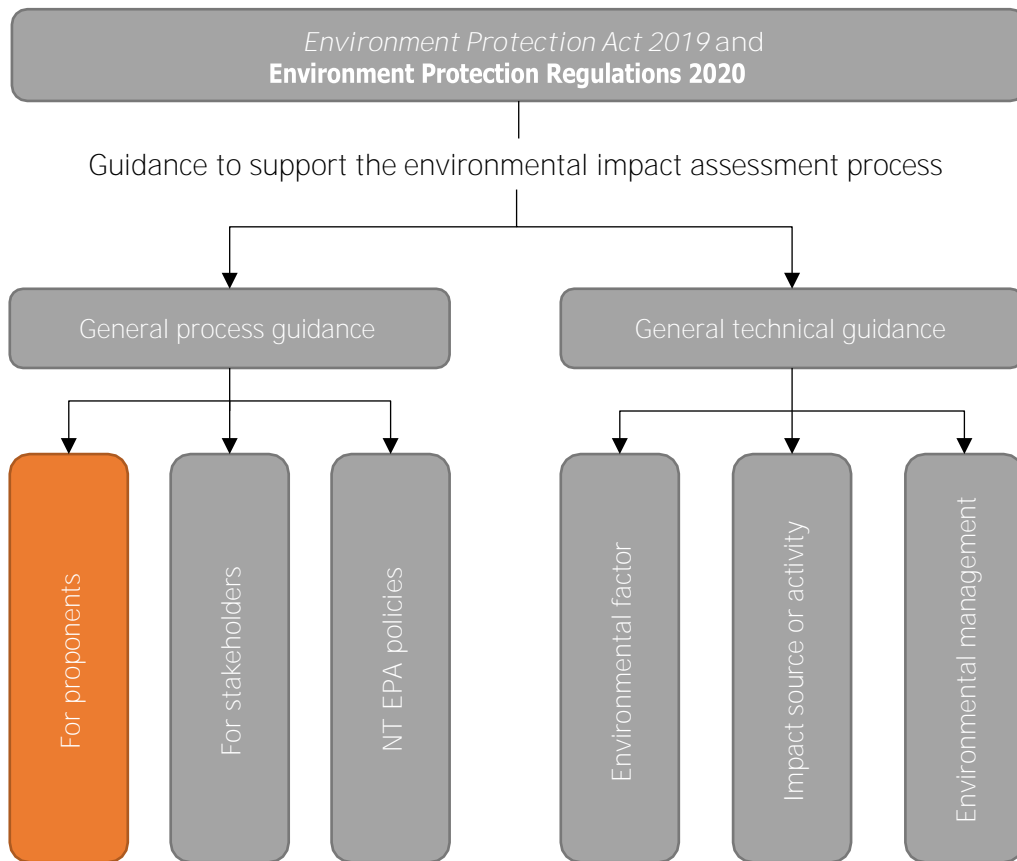 Environment Protection Act 2019 and
Environment Protection Regulations 2020
Guidance to support the environmental impact assessment process
General process guidance
General technical guidance
For proponents
For stakeholders
NT EPA policies
Environmental factor
Impact source or activity
Environmental management